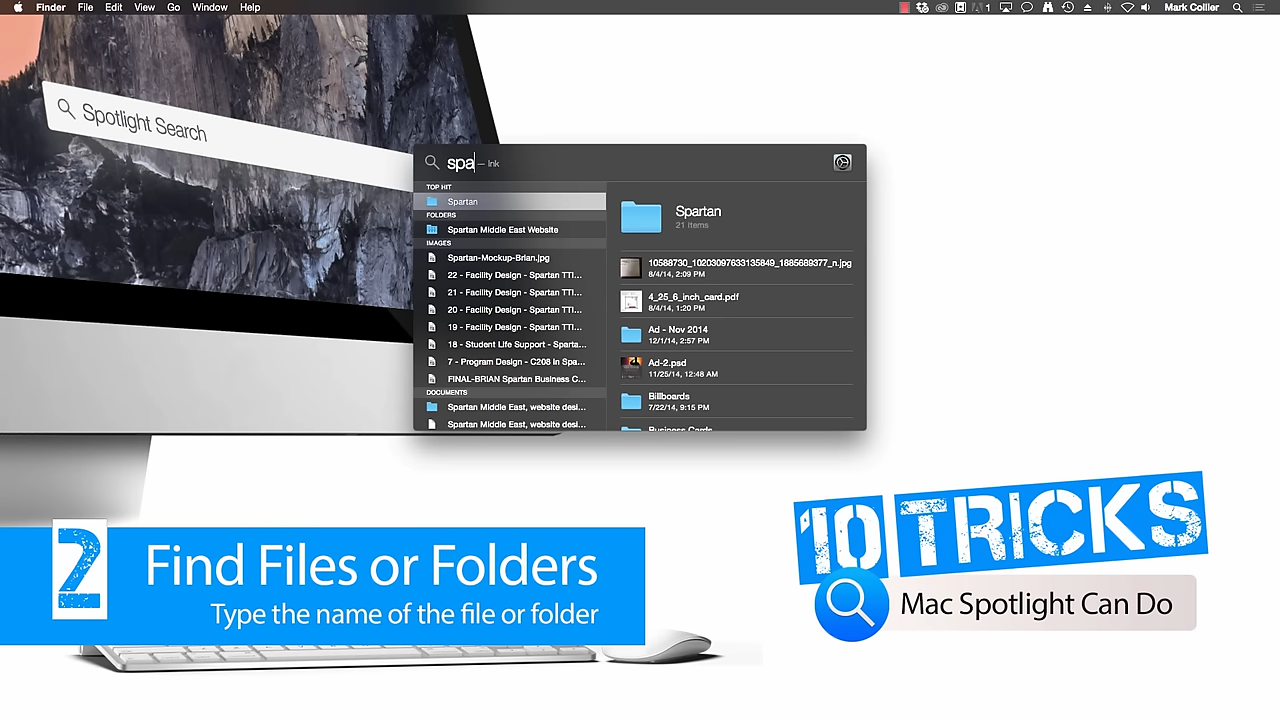 Finder File Edit View Go Window Help
1 Mark Collier
Spotlight Search
spa — Ink
TOP HIT
Spartan
FOLDERS
Spartan Middle East Website
IMAGES
Spartan-Mockup-Brian.jpg
22 - Facility Design - Spartan TTI...
21 - Facility Design - Spartan TTI...
20 - Facility Design - Spartan TTI...
19 - Facility Design - Spartan TTI...
18 - Student Life Support - Sparta...
7 - Program Design - C208 in Spa...
FINAL-BRIAN Spartan Business C...
DOCUMENTS
Spartan Middle East, website desi...
Spartan Middle East, website desi...
Spartan
21 items
10588730_10203097633135849_1885689377_n.jpg
8/4/14, 2:09 PM
4_25_6_inch_card.pdf
8/4/14, 1:20 PM
Ad - Nov 2014
12/1/14, 2:57 PM
Ad-2.psd
11/25/14, 12:48 AM
Billboards
7/22/14, 9:15 PM
Business Cards
2
Find Files or Folders
Type the name of the file or folder
10 TRICKS
Mac Spotlight Can Do